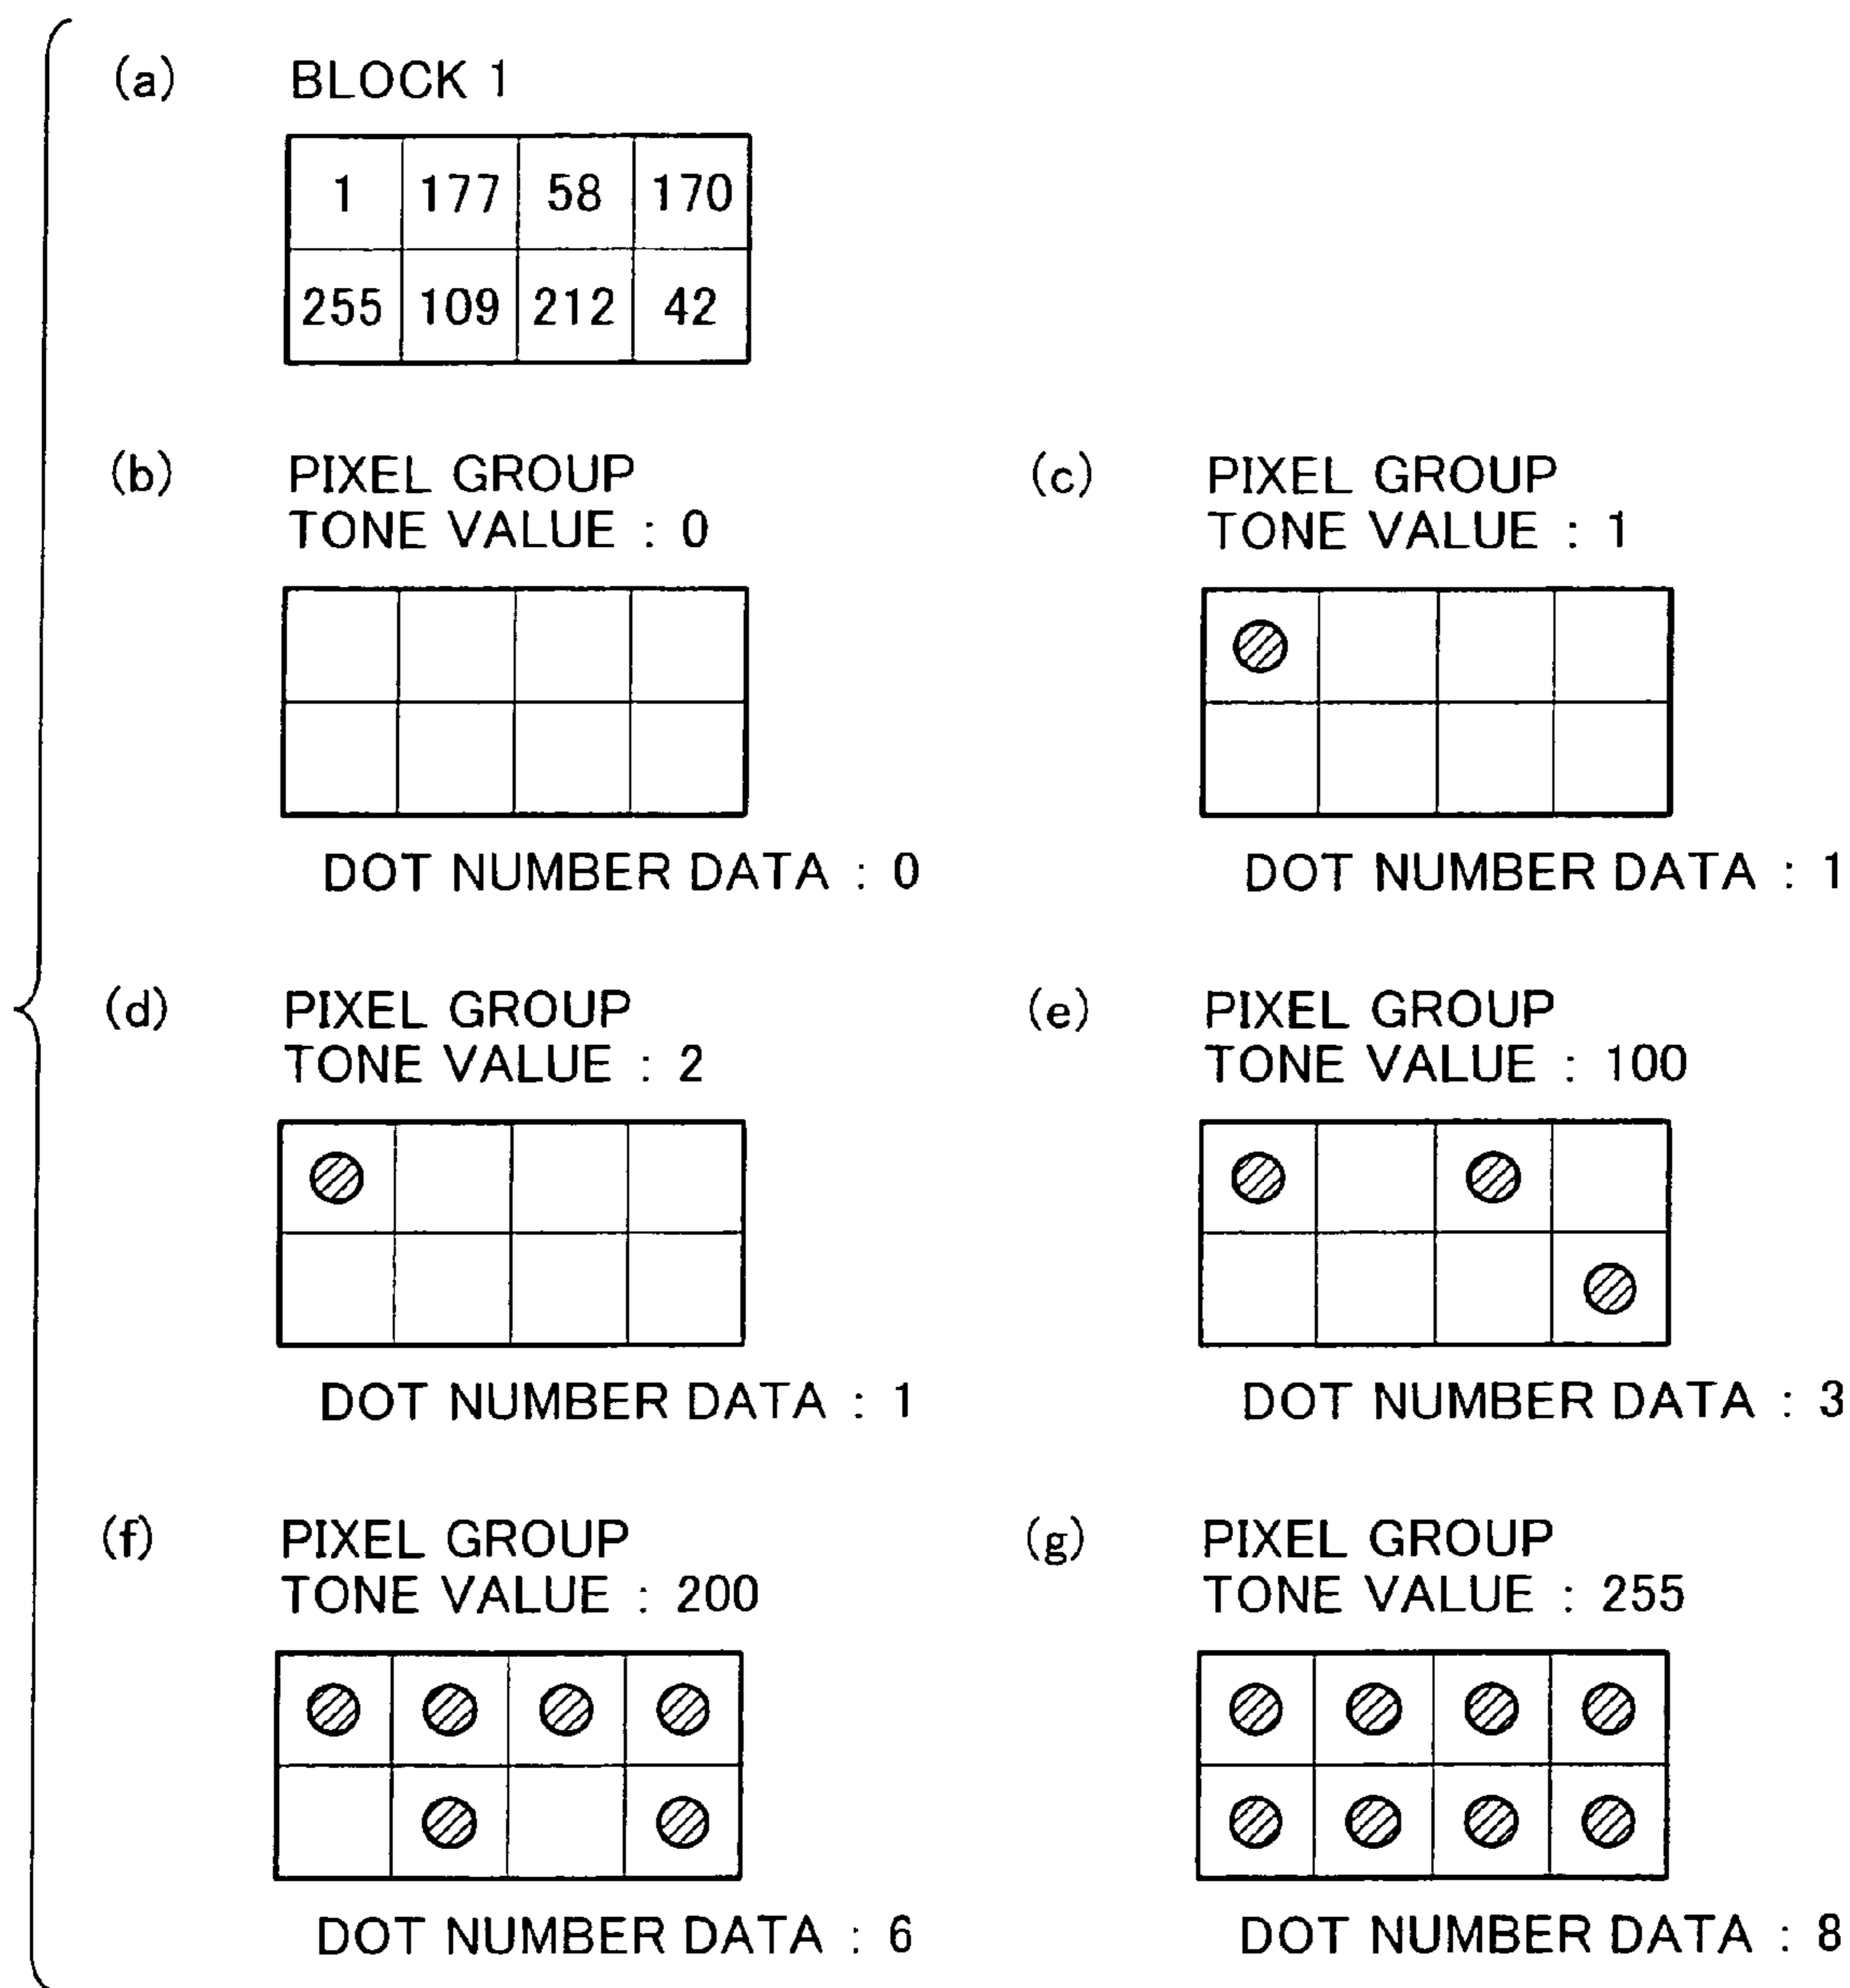 (a) BLOCK 1
1 177 58 170
255 109 212 42
(b) PIXEL GROUP
TONE VALUE : 0
DOT NUMBER DATA : 0
(c) PIXEL GROUP
TONE VALUE : 1
DOT NUMBER DATA : 1
(d) PIXEL GROUP
TONE VALUE : 2
DOT NUMBER DATA : 1
(e) PIXEL GROUP
TONE VALUE : 100
DOT NUMBER DATA : 3
(f) PIXEL GROUP
TONE VALUE : 200
DOT NUMBER DATA : 6
(g) PIXEL GROUP
TONE VALUE : 255
DOT NUMBER DATA : 8